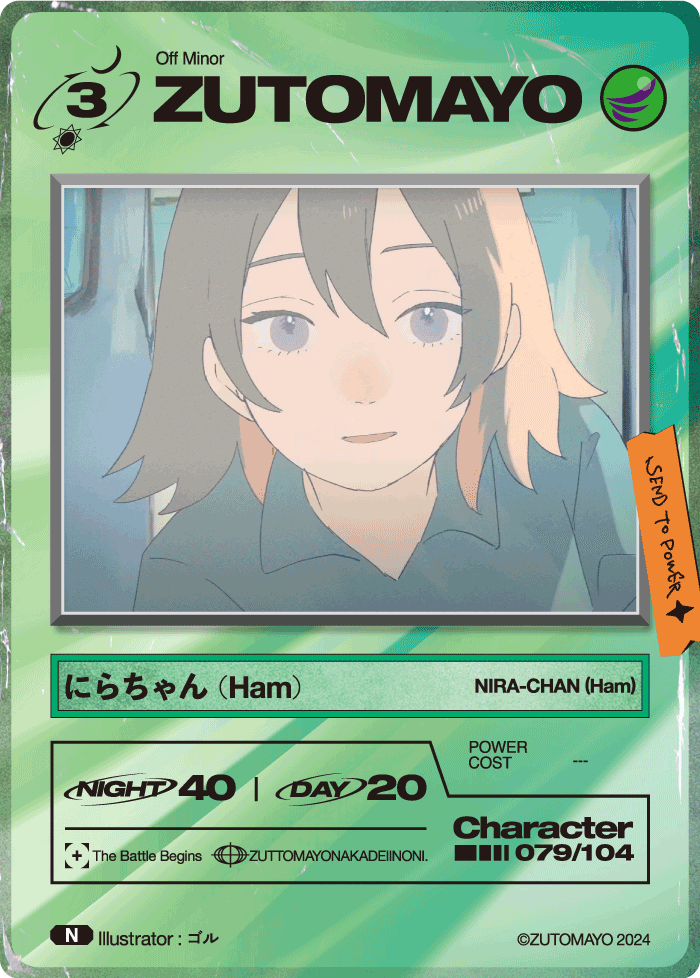 Off Minor
3 ZUTOMAYO
SEND TO POWER
にらちゃん（Ham） NIRA-CHAN (Ham)
POWER COST ---
NIGHT 40 | DAY 20
Character
The Battle Begins ZUTTOMAYONAKADEIINONI. 079/104
N Illustrator : ゴル ©ZUTOMAYO 2024